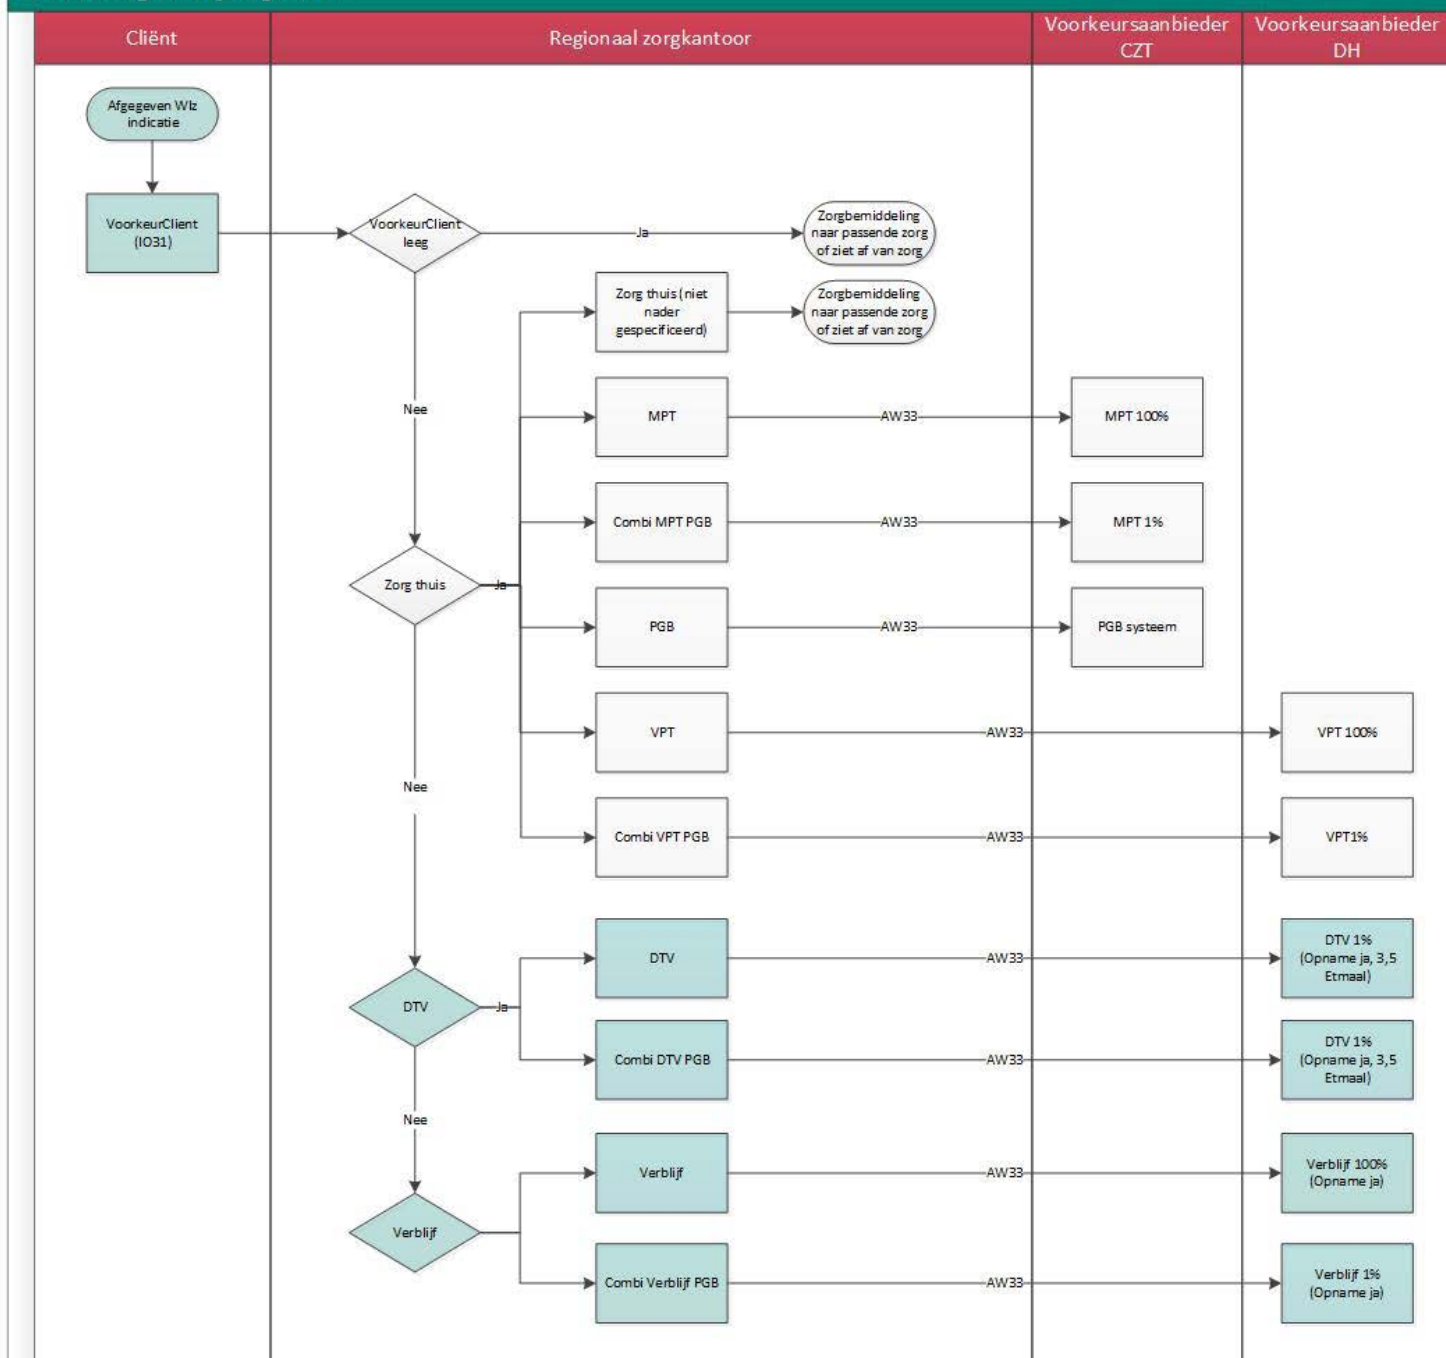 Cliënt
Regionaal zorgkantoor
Voorkeursaanbieder
CZT
Voorkeursaanbieder
DH
Afgegeven Wlz
indicatie
VoorkeurClient
(IO31)
VoorkeurClient
leeg
Ja
Zorgbemiddeling
naar passende zorg
of ziet af van zorg
Zorg thuis (niet
nader
gespecificeerd)
Zorgbemiddeling
naar passende zorg
of ziet af van zorg
Nee
MPT
AW33
MPT 100%
Combi MPT PGB
AW33
MPT 1%
Zorg thuis
Ja
PGB
AW33
PGB systeem
VPT
AW33
VPT 100%
Nee
Combi VPT PGB
AW33
VPT1%
DTV
AW33
DTV 1%
(Opname ja, 3,5
Etmaal)
DTV
Ja
Combi DTV PGB
AW33
DTV 1%
(Opname ja, 3,5
Etmaal)
Nee
Verblijf
AW33
Verblijf 100%
(Opname ja)
Verblijf
Combi Verblijf PGB
AW33
Verblijf 1%
(Opname ja)